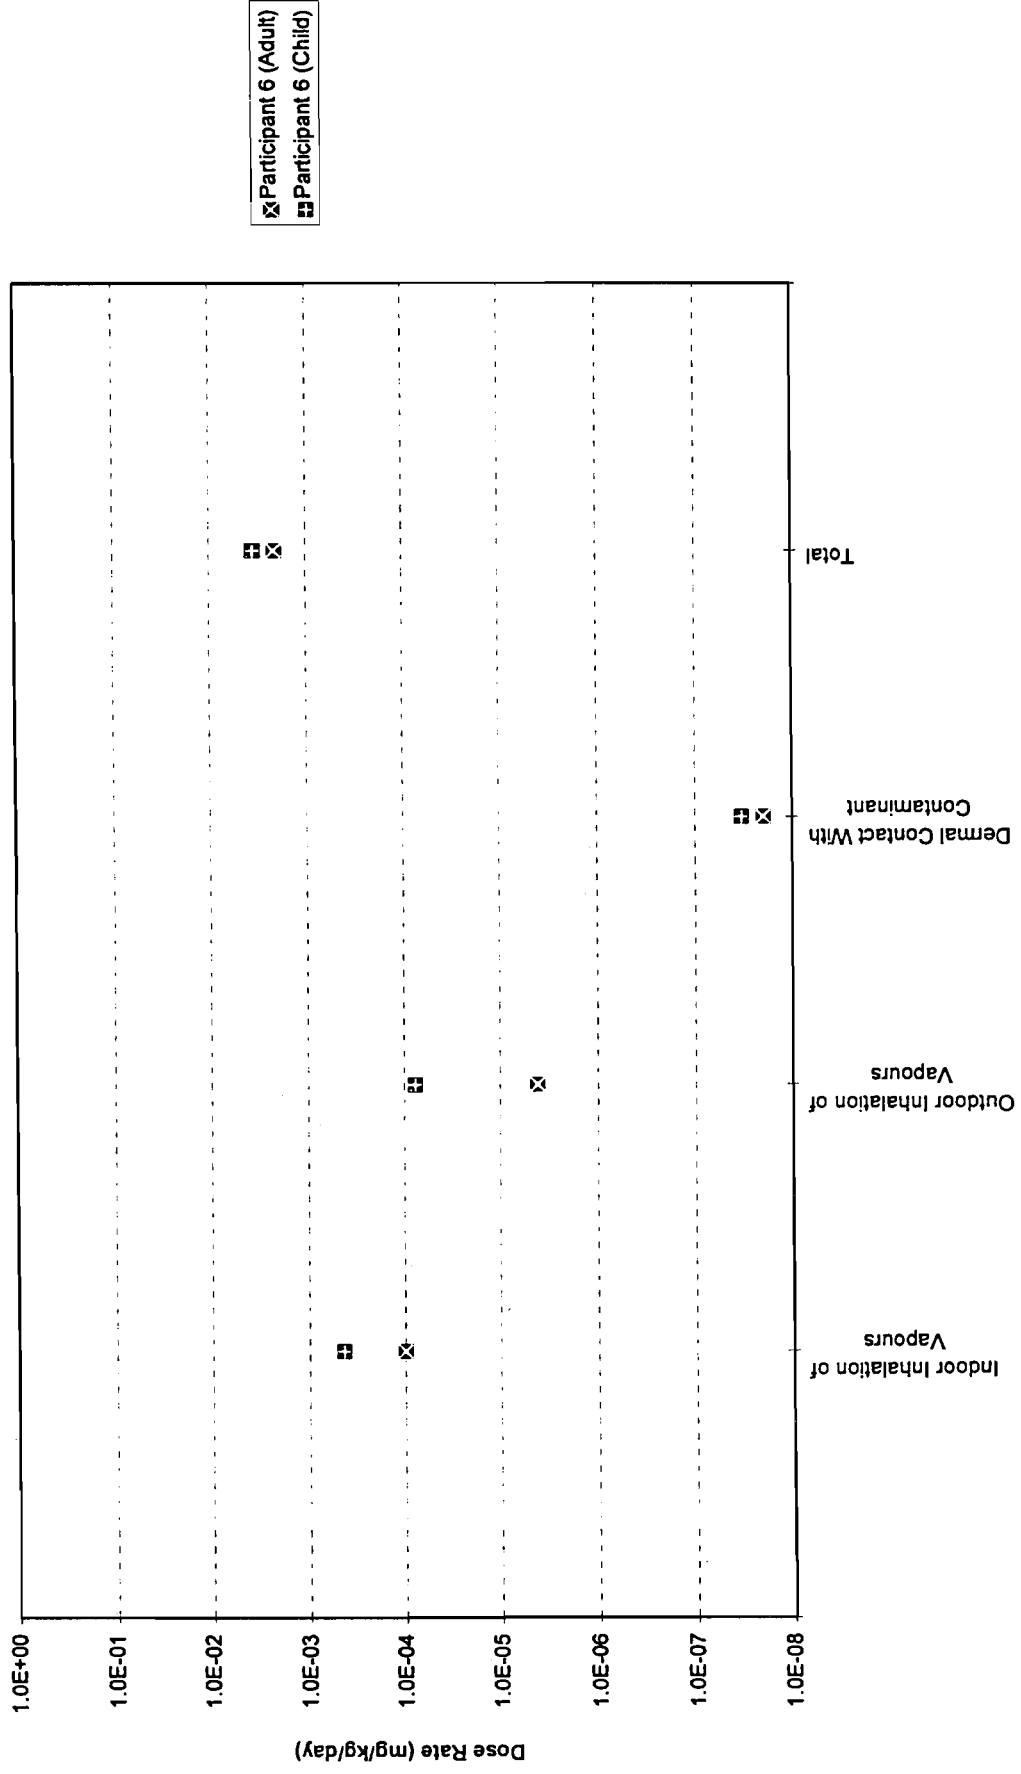 Participant 6 (Adult)
Participant 6 (Child)
1.0E+00
1.0E-01
1.0E-02
1.0E-03
1.0E-04
1.0E-05
1.0E-06
1.0E-07
1.0E-08
Dose Rate (mg/kg/day)
Indoor Inhalation of
Vapours
Outdoor Inhalation of
Vapours
Dermal Contact With
Contaminant
Total